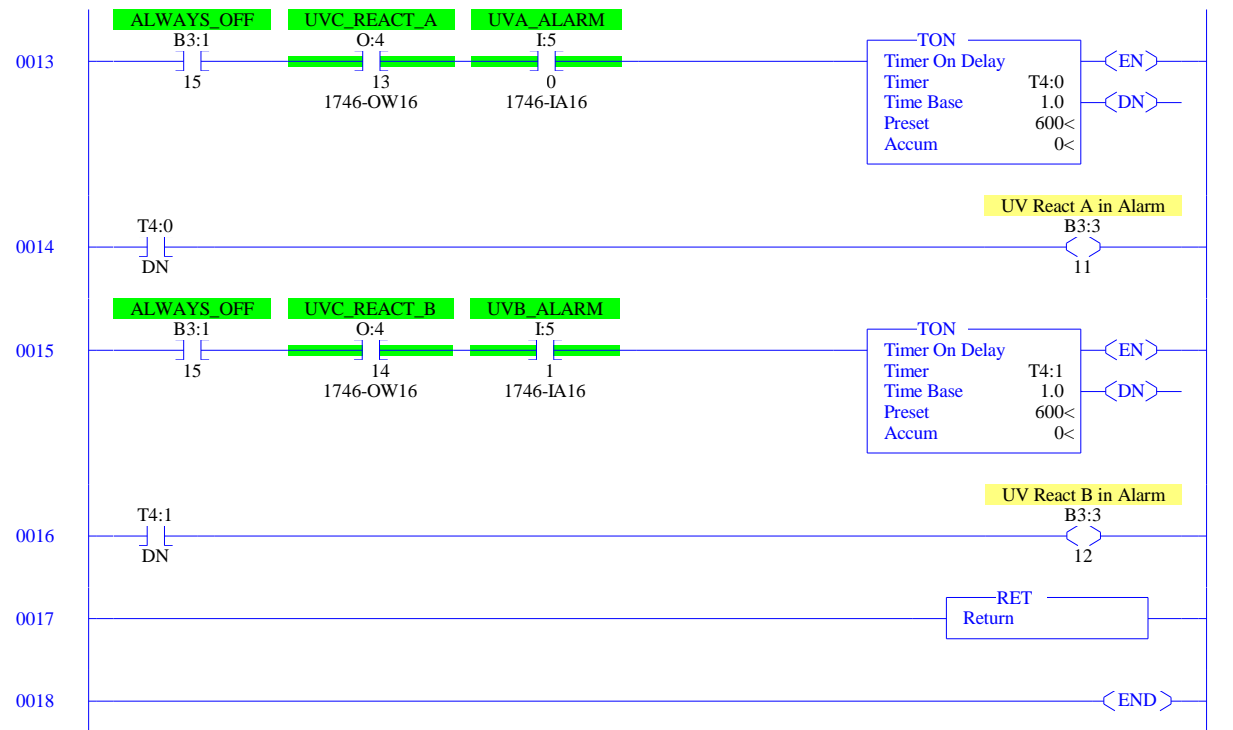 ALWAYS_OFF UVC_REACT_A UVA_ALARM
B3:1 O:4 I:5 TON
0013 Timer On Delay EN
15 13 0 Timer T4:0
1746-OW16 1746-IA16 Time Base 1.0 DN
Preset 600<
Accum 0<
UV React A in Alarm
T4:0 B3:3
0014
DN 11
ALWAYS_OFF UVC_REACT_B UVB_ALARM
B3:1 O:4 I:5 TON
0015 Timer On Delay EN
15 14 1 Timer T4:1
1746-OW16 1746-IA16 Time Base 1.0 DN
Preset 600<
Accum 0<
UV React B in Alarm
T4:1 B3:3
0016
DN 12
RET
0017 Return
0018 END